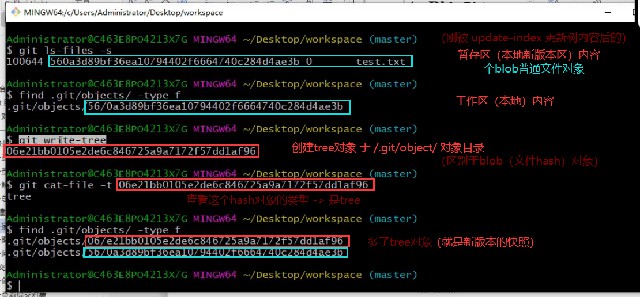 MINGW64:/c/Users/Administrator/Desktop/workspace
Administrator@C463E8PO4213X7G MINGW64 ~/Desktop/workspace (master)
(刚被 update-index 更新树内容后的)
$ git ls-files -s
暂存区（本地新版本区）内容
100644 560a3d89bf36ea10794402f6664740c284d4ae3b 0 test.txt
个blob普通文件对象
Administrator@C463E8PO4213X7G MINGW64 ~/Desktop/workspace (master)
$ find .git/objects/ -type f
.git/objects/56/0a3d89bf36ea10794402f6664740c284d4ae3b
工作区（本地）内容
Administrator@C463E8PO4213X7G MINGW64 ~/Desktop/workspace (master)
$ git write-tree
06e21bb0105e2de6c846725a9a7172f57dd1af96
创建tree对象 于 /.git/object/ 对象目录
(区别于blob（文件hash）对象)
Administrator@C463E8PO4213X7G MINGW64 ~/Desktop/workspace (master)
$ git cat-file -t 06e21bb0105e2de6c846725a9a7172f57dd1af96
tree
查看这个hash对象的类型 -> 是tree
Administrator@C463E8PO4213X7G MINGW64 ~/Desktop/workspace (master)
$ find .git/objects/ -type f
.git/objects/06/e21bb0105e2de6c846725a9a7172f57dd1af96
多了tree对象 (就是新版本的快照)
.git/objects/56/0a3d89bf36ea10794402f6664740c284d4ae3b
Administrator@C463E8PO4213X7G MINGW64 ~/Desktop/workspace (master)
$